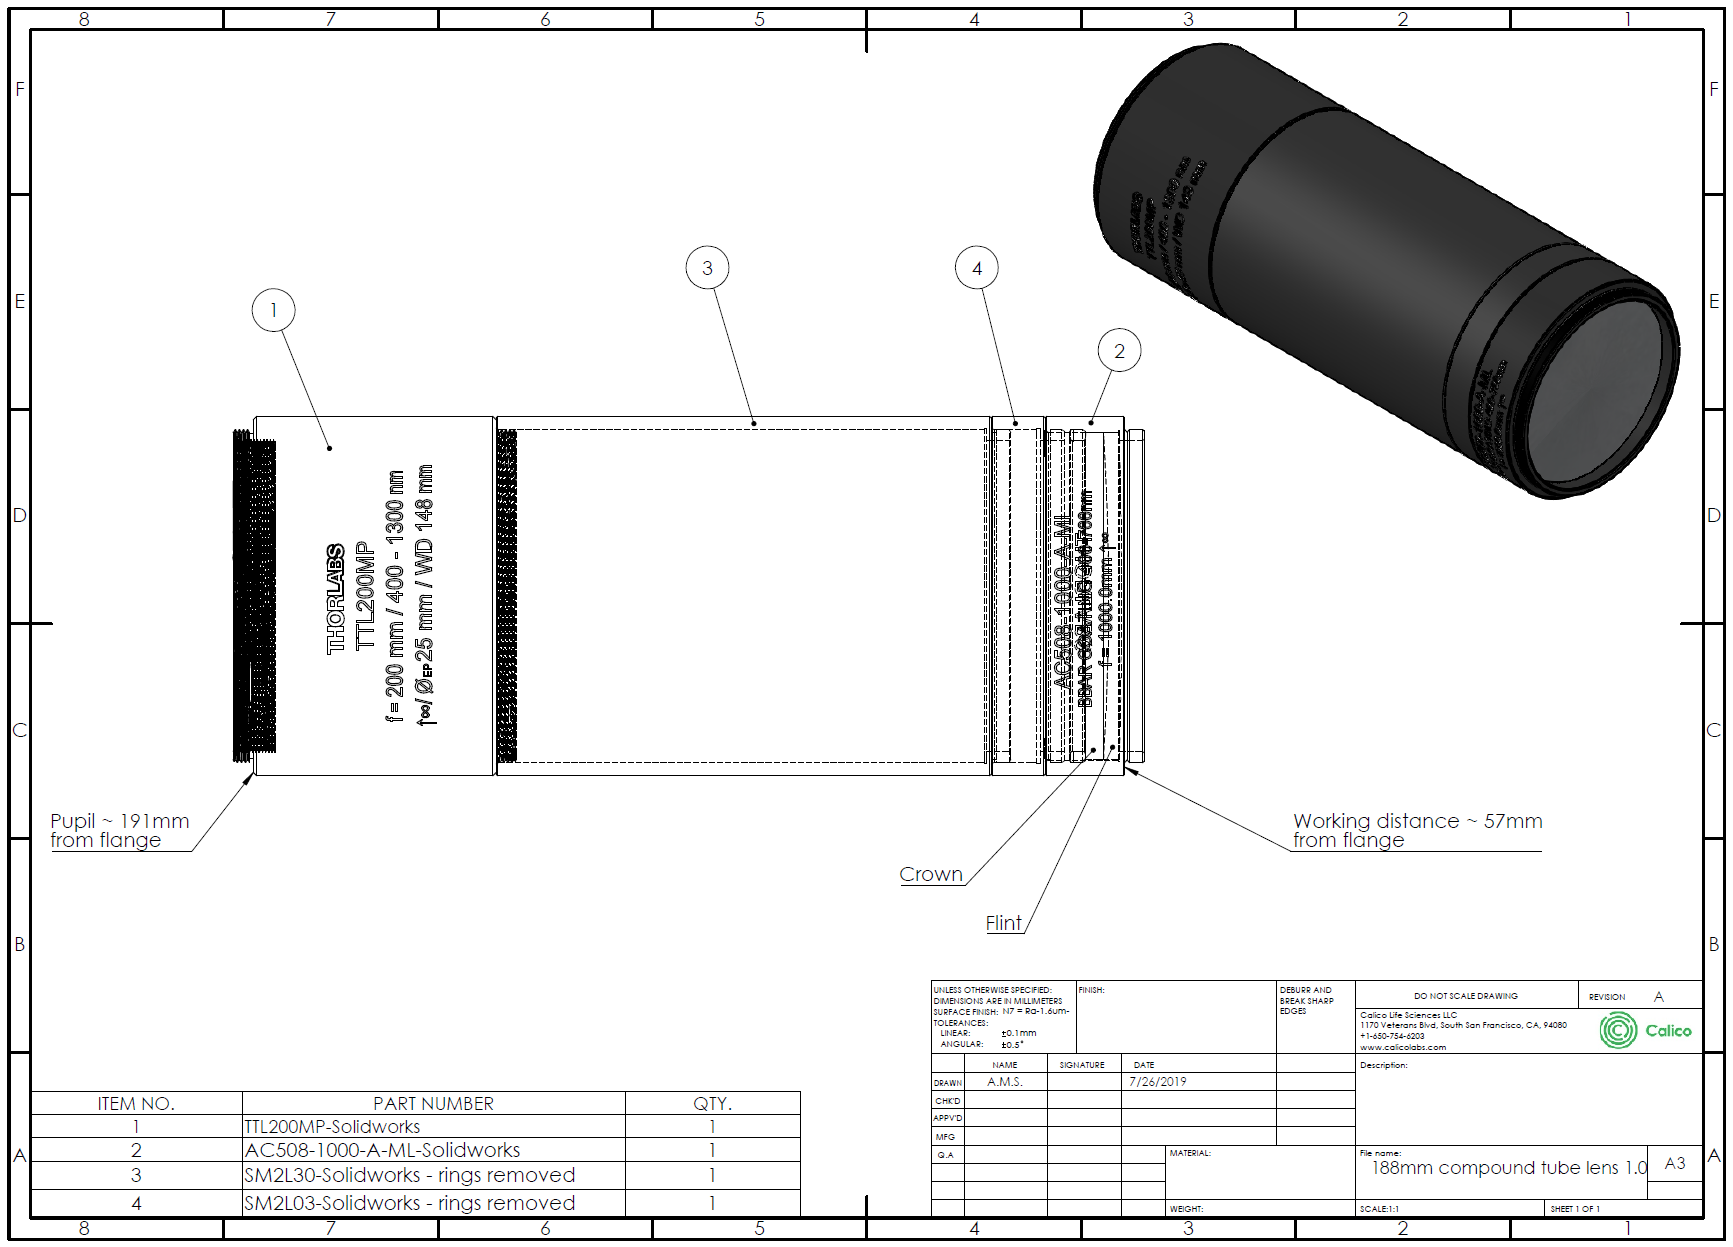 8 7 6 5 4 3 2 1
F
E
D
C
B
A
F
E
D
C
B
A
1
3
4
2
THORLABS
TTL200MP
f = 200 mm / 400 - 1300 nm
↑∞/ ØEP 25 mm / WD 148 mm
AC508-1000-A-ML
f = 1000.0mm ↑∞
Pupil ~ 191mm
from flange
Working distance ~ 57mm
from flange
Crown
Flint
ITEM NO. PART NUMBER QTY.
1 TTL200MP-Solidworks 1
2 AC508-1000-A-ML-Solidworks 1
3 SM2L30-Solidworks - rings removed 1
4 SM2L03-Solidworks - rings removed 1
UNLESS OTHERWISE SPECIFIED:
DIMENSIONS ARE IN MILLIMETERS
SURFACE FINISH: N7 = Ra-1.6um-
TOLERANCES:
LINEAR: ±0.1mm
ANGULAR: ±0.5°
FINISH:
DEBURR AND
BREAK SHARP
EDGES
DO NOT SCALE DRAWING
REVISION A
Calico Life Sciences LLC
1170 Veterans Blvd, South San Francisco, CA, 94080
+1-650-754-6203
www.calicolabs.com
Calico
NAME SIGNATURE DATE
DRAWN A.M.S. 7/26/2019
CHK'D
APPV'D
MFG
Q.A
Description:
MATERIAL:
File name:
188mm compound tube lens 1.0
A3
WEIGHT:
SCALE:1:1
SHEET 1 OF 1
8 7 6 5 4 3 2 1